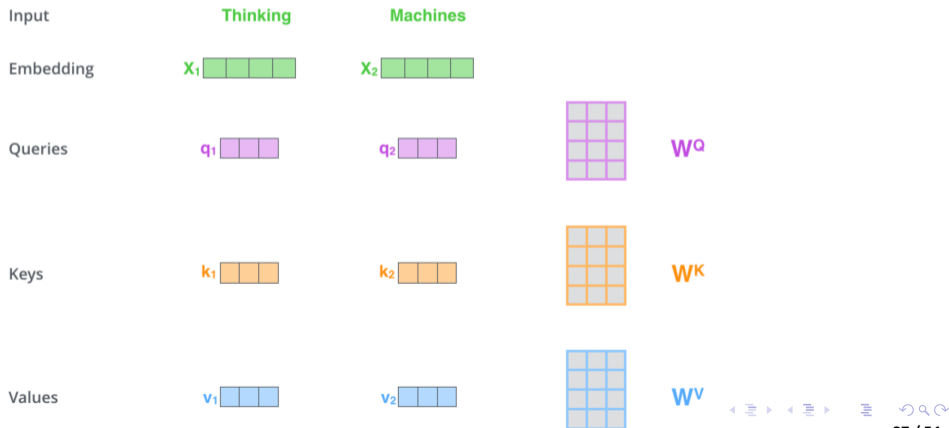 Input Thinking Machines
Embedding X1 X2
Queries q1 q2 WQ
Keys k1 k2 WK
Values v1 v2 WV